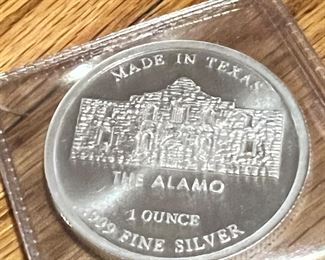 MADE IN TEXAS
THE ALAMO
1 OUNCE
.999 FINE SILVER